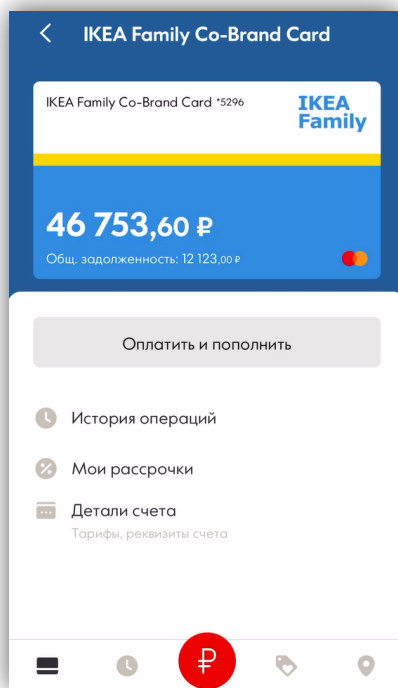 IKEA Family Co-Brand Card
IKEA Family Co-Brand Card *5296
IKEA
Family
46 753,60 ₽
Общ. задолженность: 12 123,00 ₽
Оплатить и пополнить
История операций
Мои рассрочки
Детали счета
Тарифы, реквизиты счета
₽